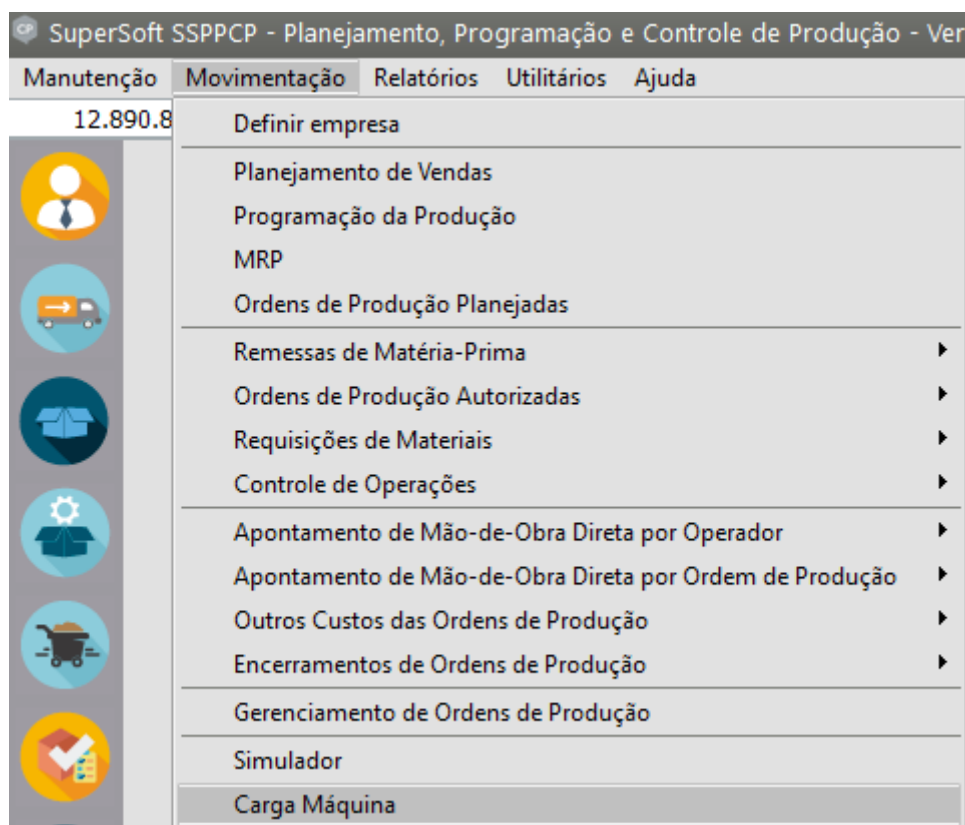 SuperSoft SSPPCP - Planejamento, Programação e Controle de Produção - Ver
Manutenção Movimentação Relatórios Utilitários Ajuda
12.890.8
Definir empresa
Planejamento de Vendas
Programação da Produção
MRP
Ordens de Produção Planejadas
Remessas de Matéria-Prima
Ordens de Produção Autorizadas
Requisições de Materiais
Controle de Operações
Apontamento de Mão-de-Obra Direta por Operador
Apontamento de Mão-de-Obra Direta por Ordem de Produção
Outros Custos das Ordens de Produção
Encerramentos de Ordens de Produção
Gerenciamento de Ordens de Produção
Simulador
Carga Máquina